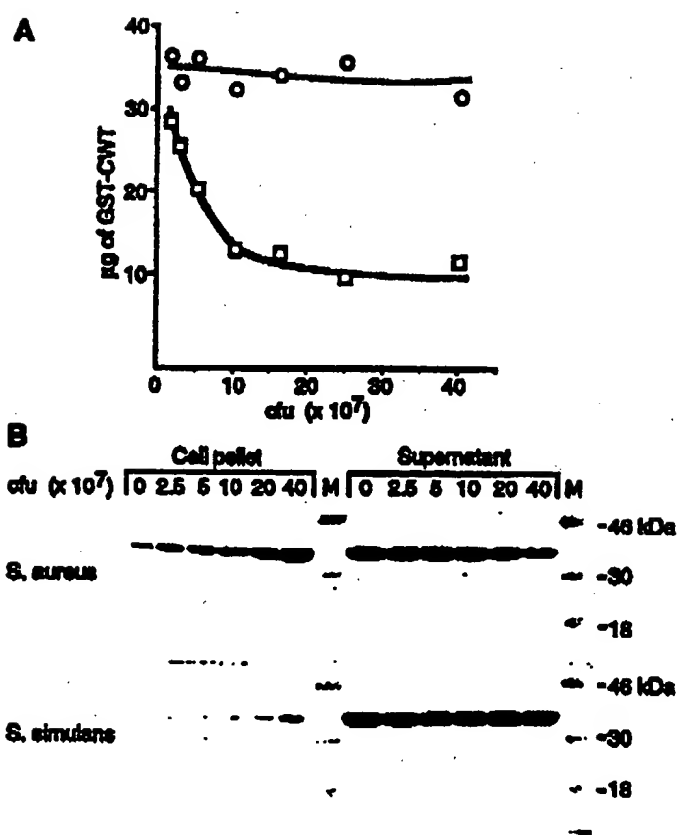 A
40
30
20
10
µg of GST-CWT
0 10 20 30 40
cfu (x 10⁷)
B
Cell pellet Supernatant
cfu (x 10⁷) 0 2.5 5 10 20 40 M 0 2.5 5 10 20 40 M
-46 kDa
S. aureus -30
-18
-46 kDa
S. simulans -30
-18